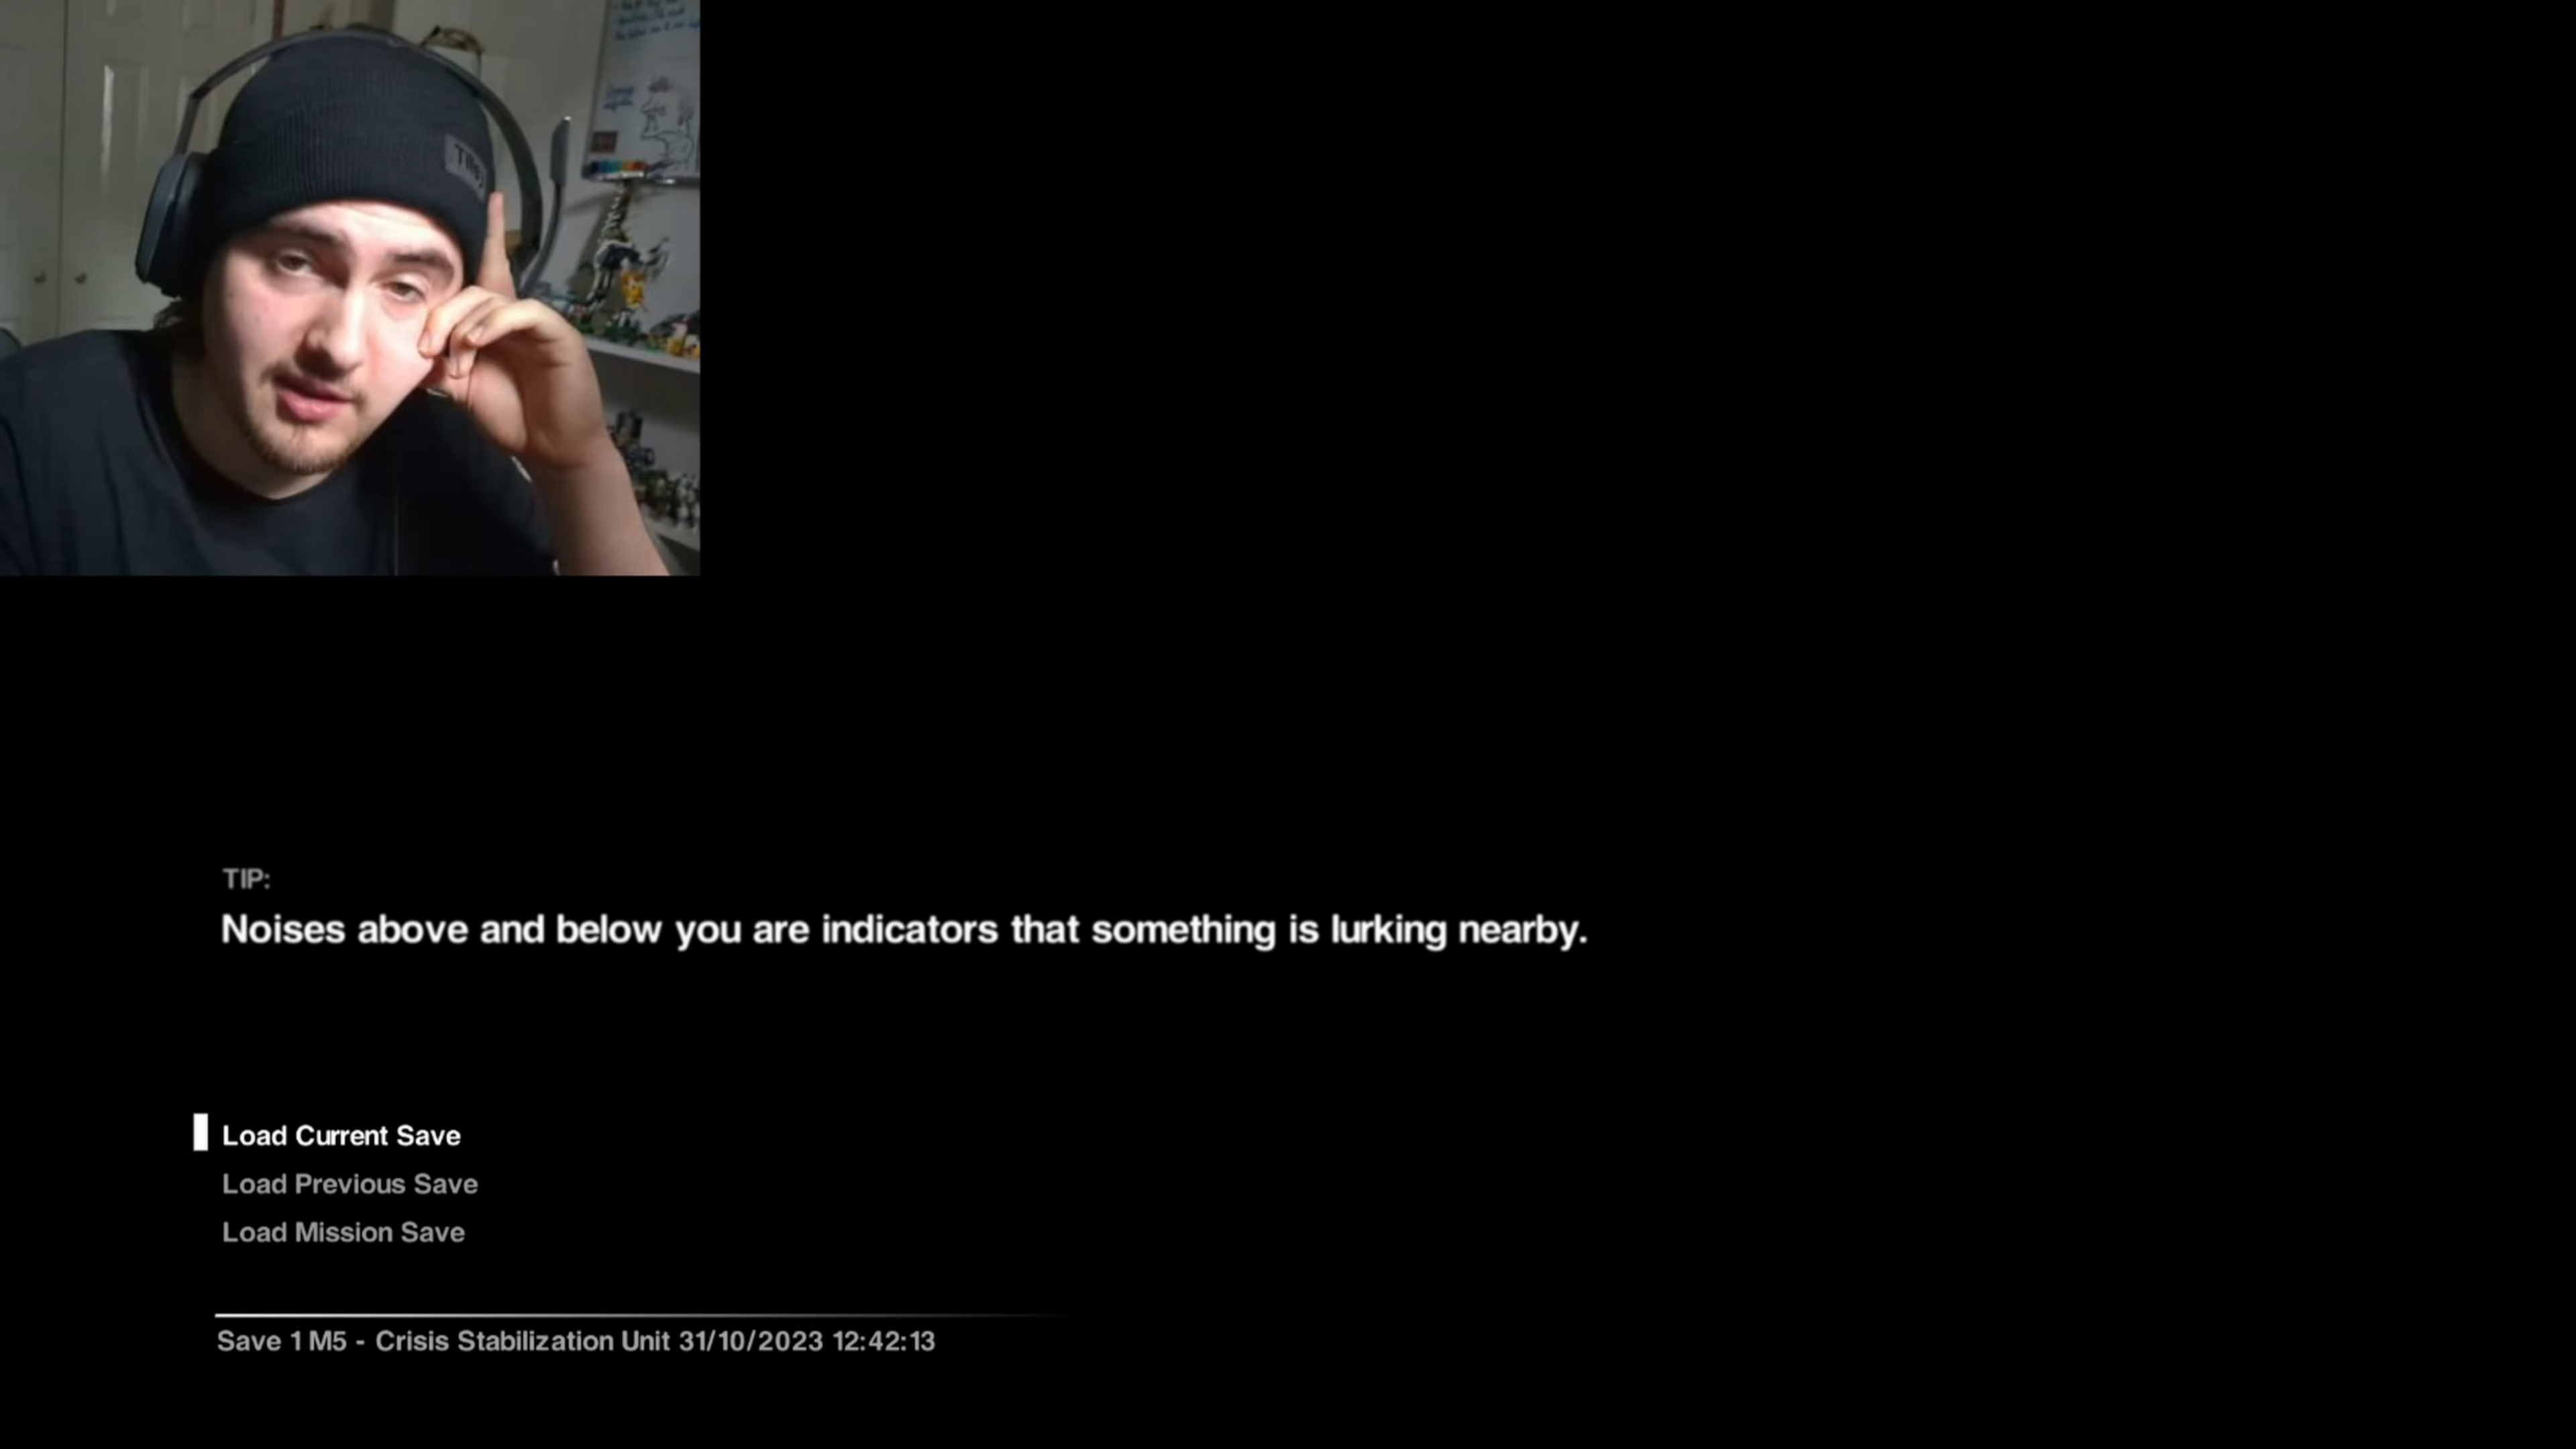 TIP:
Noises above and below you are indicators that something is lurking nearby.
Load Current Save
Load Previous Save
Load Mission Save
Save 1 M5 - Crisis Stabilization Unit 31/10/2023 12:42:13